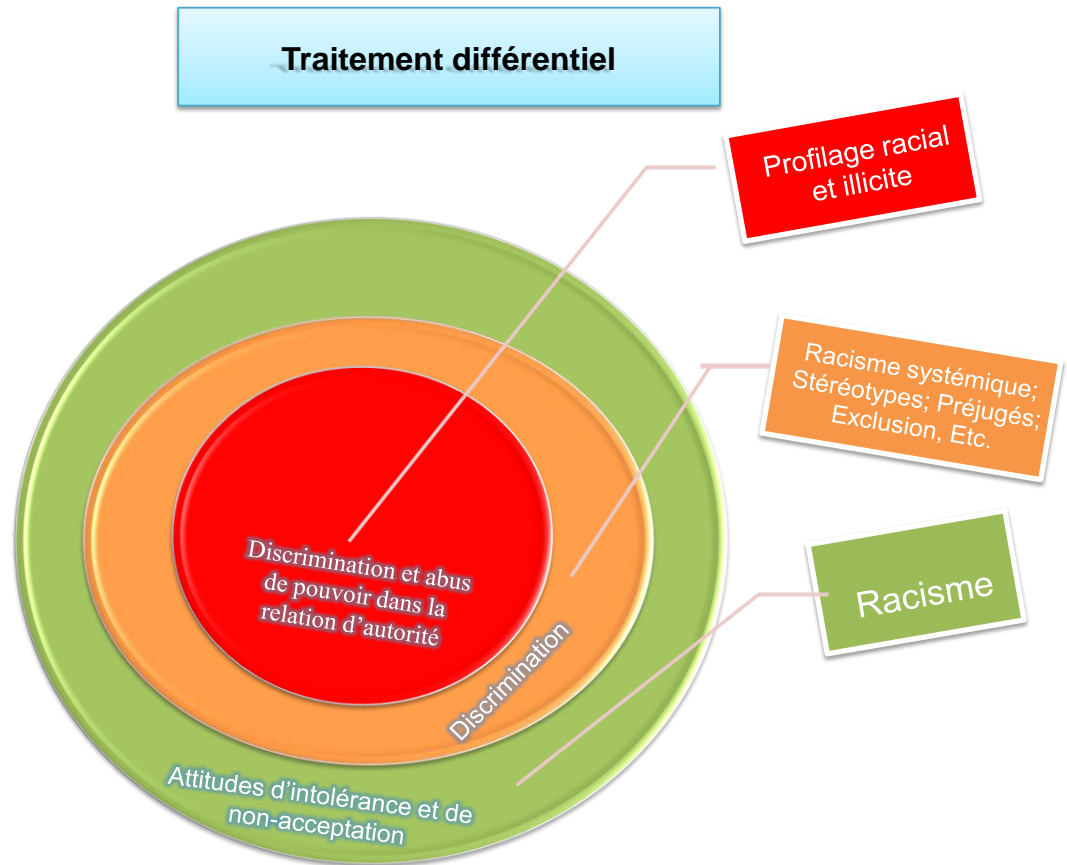 Traitement différentiel
Profilage racial
et illicite
Racisme systémique;
Stéréotypes; Préjugés;
Exclusion, Etc.
Racisme
Discrimination et abus
de pouvoir dans la
relation d’autorité
Discrimination
Attitudes d’intolérance et de
non-acceptation